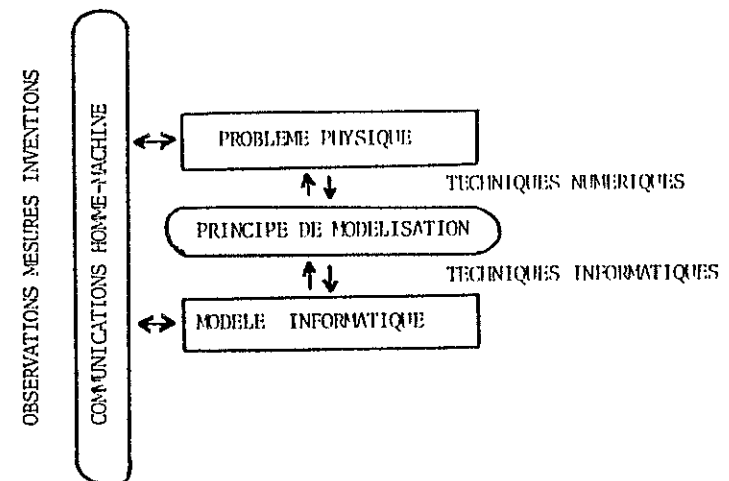 OBSERVATIONS MESURES INVENTIONS
COMMUNICATIONS HOMME-MACHINE
PROBLEME PHYSIQUE
TECHNIQUES NUMERIQUES
PRINCIPE DE MODELISATION
TECHNIQUES INFORMATIQUES
MODELE INFORMATIQUE